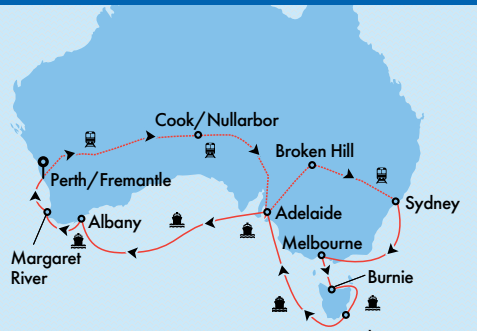 Cook/Nullarbor
Broken Hill
Perth/Fremantle
Sydney
Albany
Adelaide
Melbourne
Margaret
River
Burnie